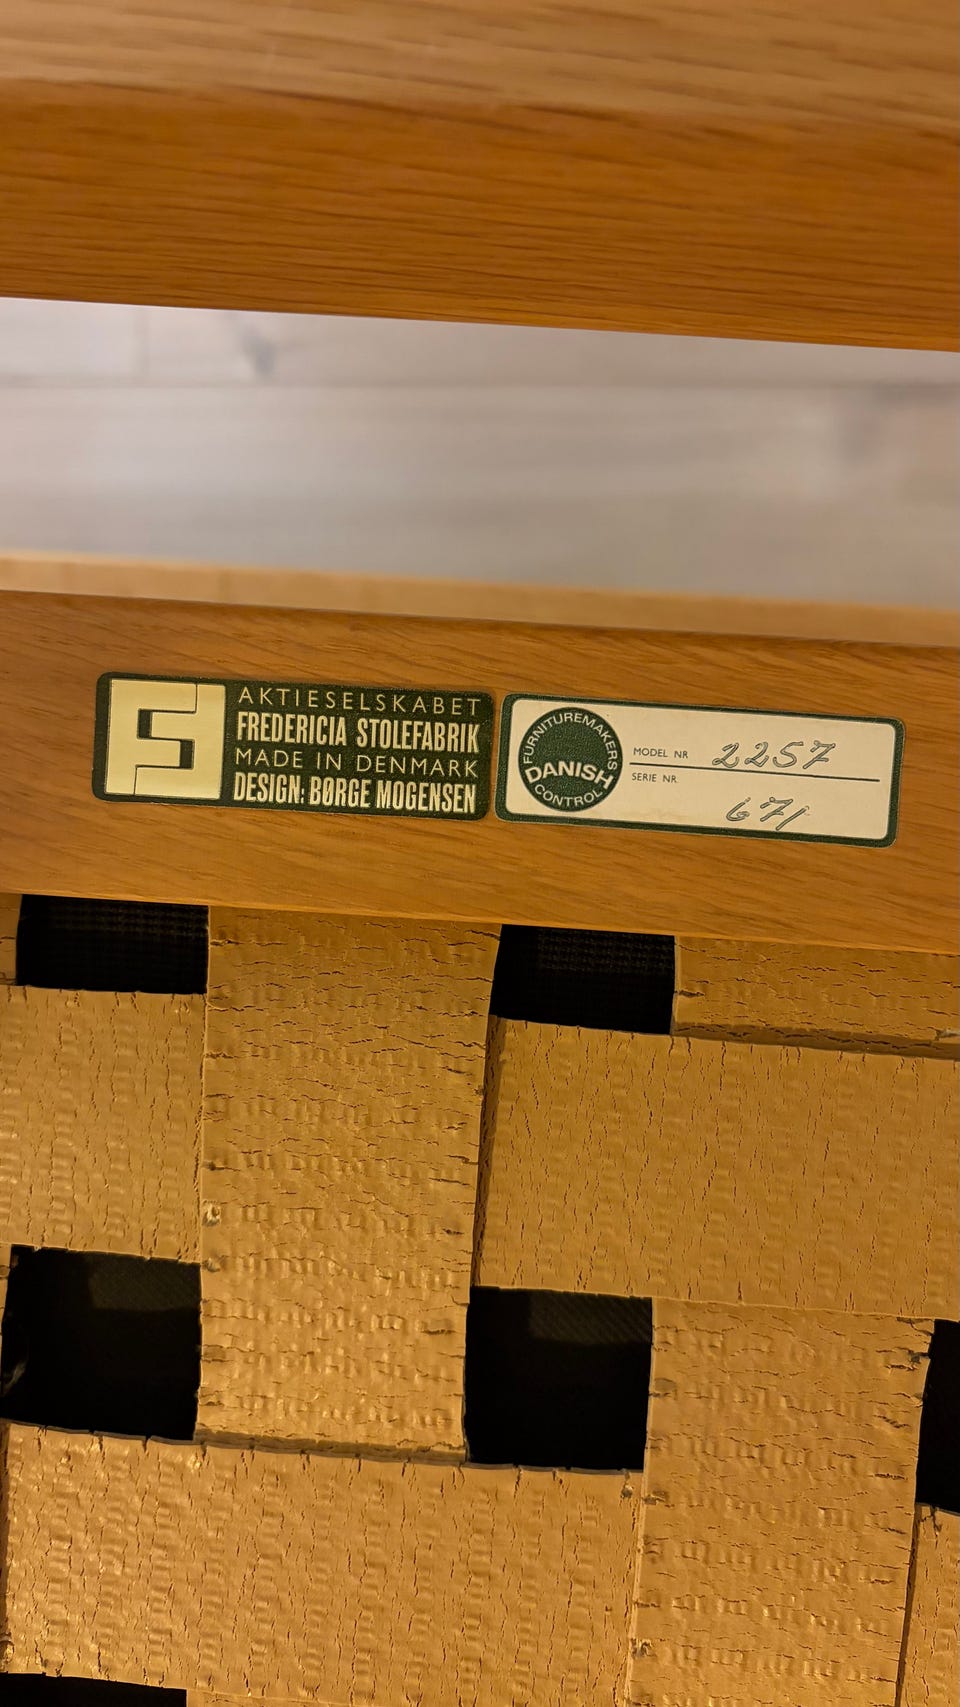 AKTIESELSKABET
FREDERICIA STOLEFABRIK
MADE IN DENMARK
DESIGN: BØRGE MOGENSEN
FURNITUREMAKERS
DANISH
CONTROL
MODEL NR 2257
SERIE NR
671